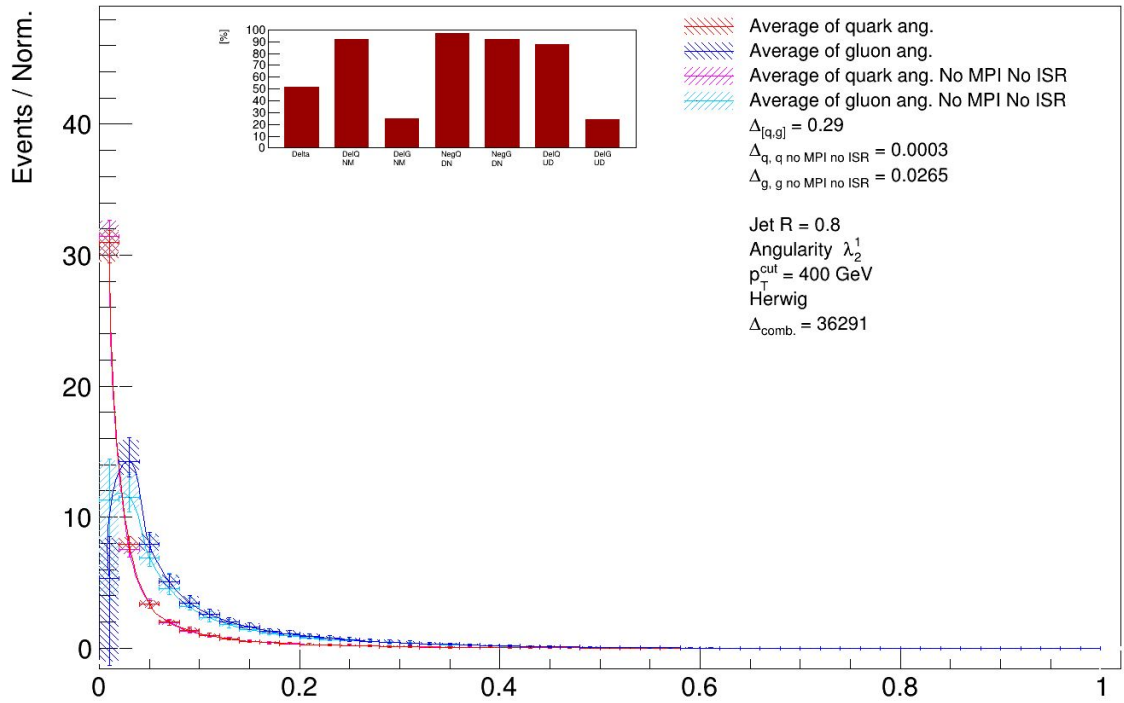 Events / Norm.
40
30
20
10
0
0
0.2
0.4
0.6
0.8
1
[%]
100
90
80
70
60
50
40
30
20
10
0
Delta
DelQ
NM
DelG
NM
NegQ
DN
NegG
DN
DelQ
UD
DelG
UD
Average of quark ang.
Average of gluon ang.
Average of quark ang. No MPI No ISR
Average of gluon ang. No MPI No ISR
Δ[q,g] = 0.29
Δq, q no MPI no ISR = 0.0003
Δg, g no MPI no ISR = 0.0265
Jet R = 0.8
Angularity λ¹₂
p_T^cut = 400 GeV
Herwig
Δcomb. = 36291